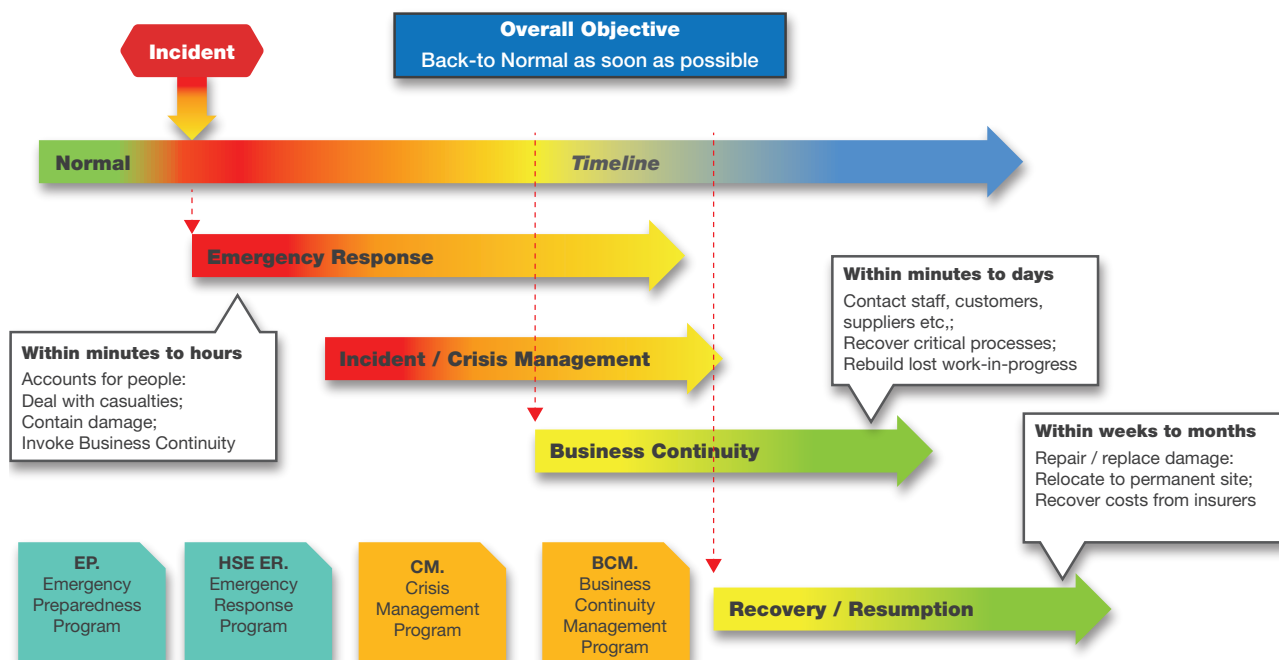 Incident
Overall Objective
Back-to Normal as soon as possible
Normal
Timeline
Emergency Response
Within minutes to hours
Accounts for people:
Deal with casualties;
Contain damage;
Invoke Business Continuity
Incident / Crisis Management
Within minutes to days
Contact staff, customers,
suppliers etc,;
Recover critical processes;
Rebuild lost work-in-progress
Business Continuity
Within weeks to months
Repair / replace damage:
Relocate to permanent site;
Recover costs from insurers
EP.
Emergency
Preparedness
Program
HSE ER.
Emergency
Response
Program
CM.
Crisis
Management
Program
BCM.
Business
Continuity
Management
Program
Recovery / Resumption